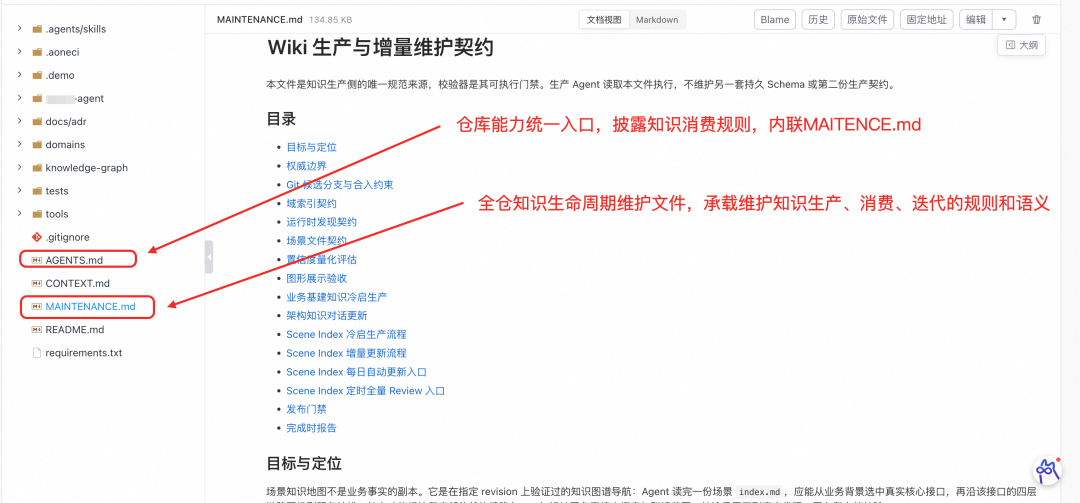 .agents/skills
.aoneci
.demo
-agent
docs/adr
domains
knowledge-graph
tests
tools
.gitignore
AGENTS.md
CONTEXT.md
MAINTENANCE.md
README.md
requirements.txt
MAINTENANCE.md 134.85 KB
文档视图 Markdown
Blame 历史 原始文件 固定地址 编辑
大纲
Wiki 生产与增量维护契约
本文件是知识生产侧的唯一规范来源，校验器是其可执行门禁。生产 Agent 读取本文件执行，不维护另一套持久 Schema 或第二份生产契约。
目录
仓库能力统一入口，披露知识消费规则，内联MAITENCE.md
目标与定位
权威边界
Git 候选分支与合入约束
域索引契约
全仓知识生命周期维护文件，承载维护知识生产、消费、迭代的规则和语义
运行时发现契约
场景文件契约
置信度量化评估
图形展示验收
业务基建知识冷启生产
架构知识对话更新
Scene Index 冷启生产流程
Scene Index 增量更新流程
Scene Index 每日自动更新入口
Scene Index 定时全量 Review 入口
发布门禁
完成时报告
目标与定位
场景知识地图不是业务事实的副本。它是在指定 revision 上验证过的知识图谱导航：Agent 读完一份场景 index.md ，应能从业务背景选中真实核心接口，再沿该接口的四层